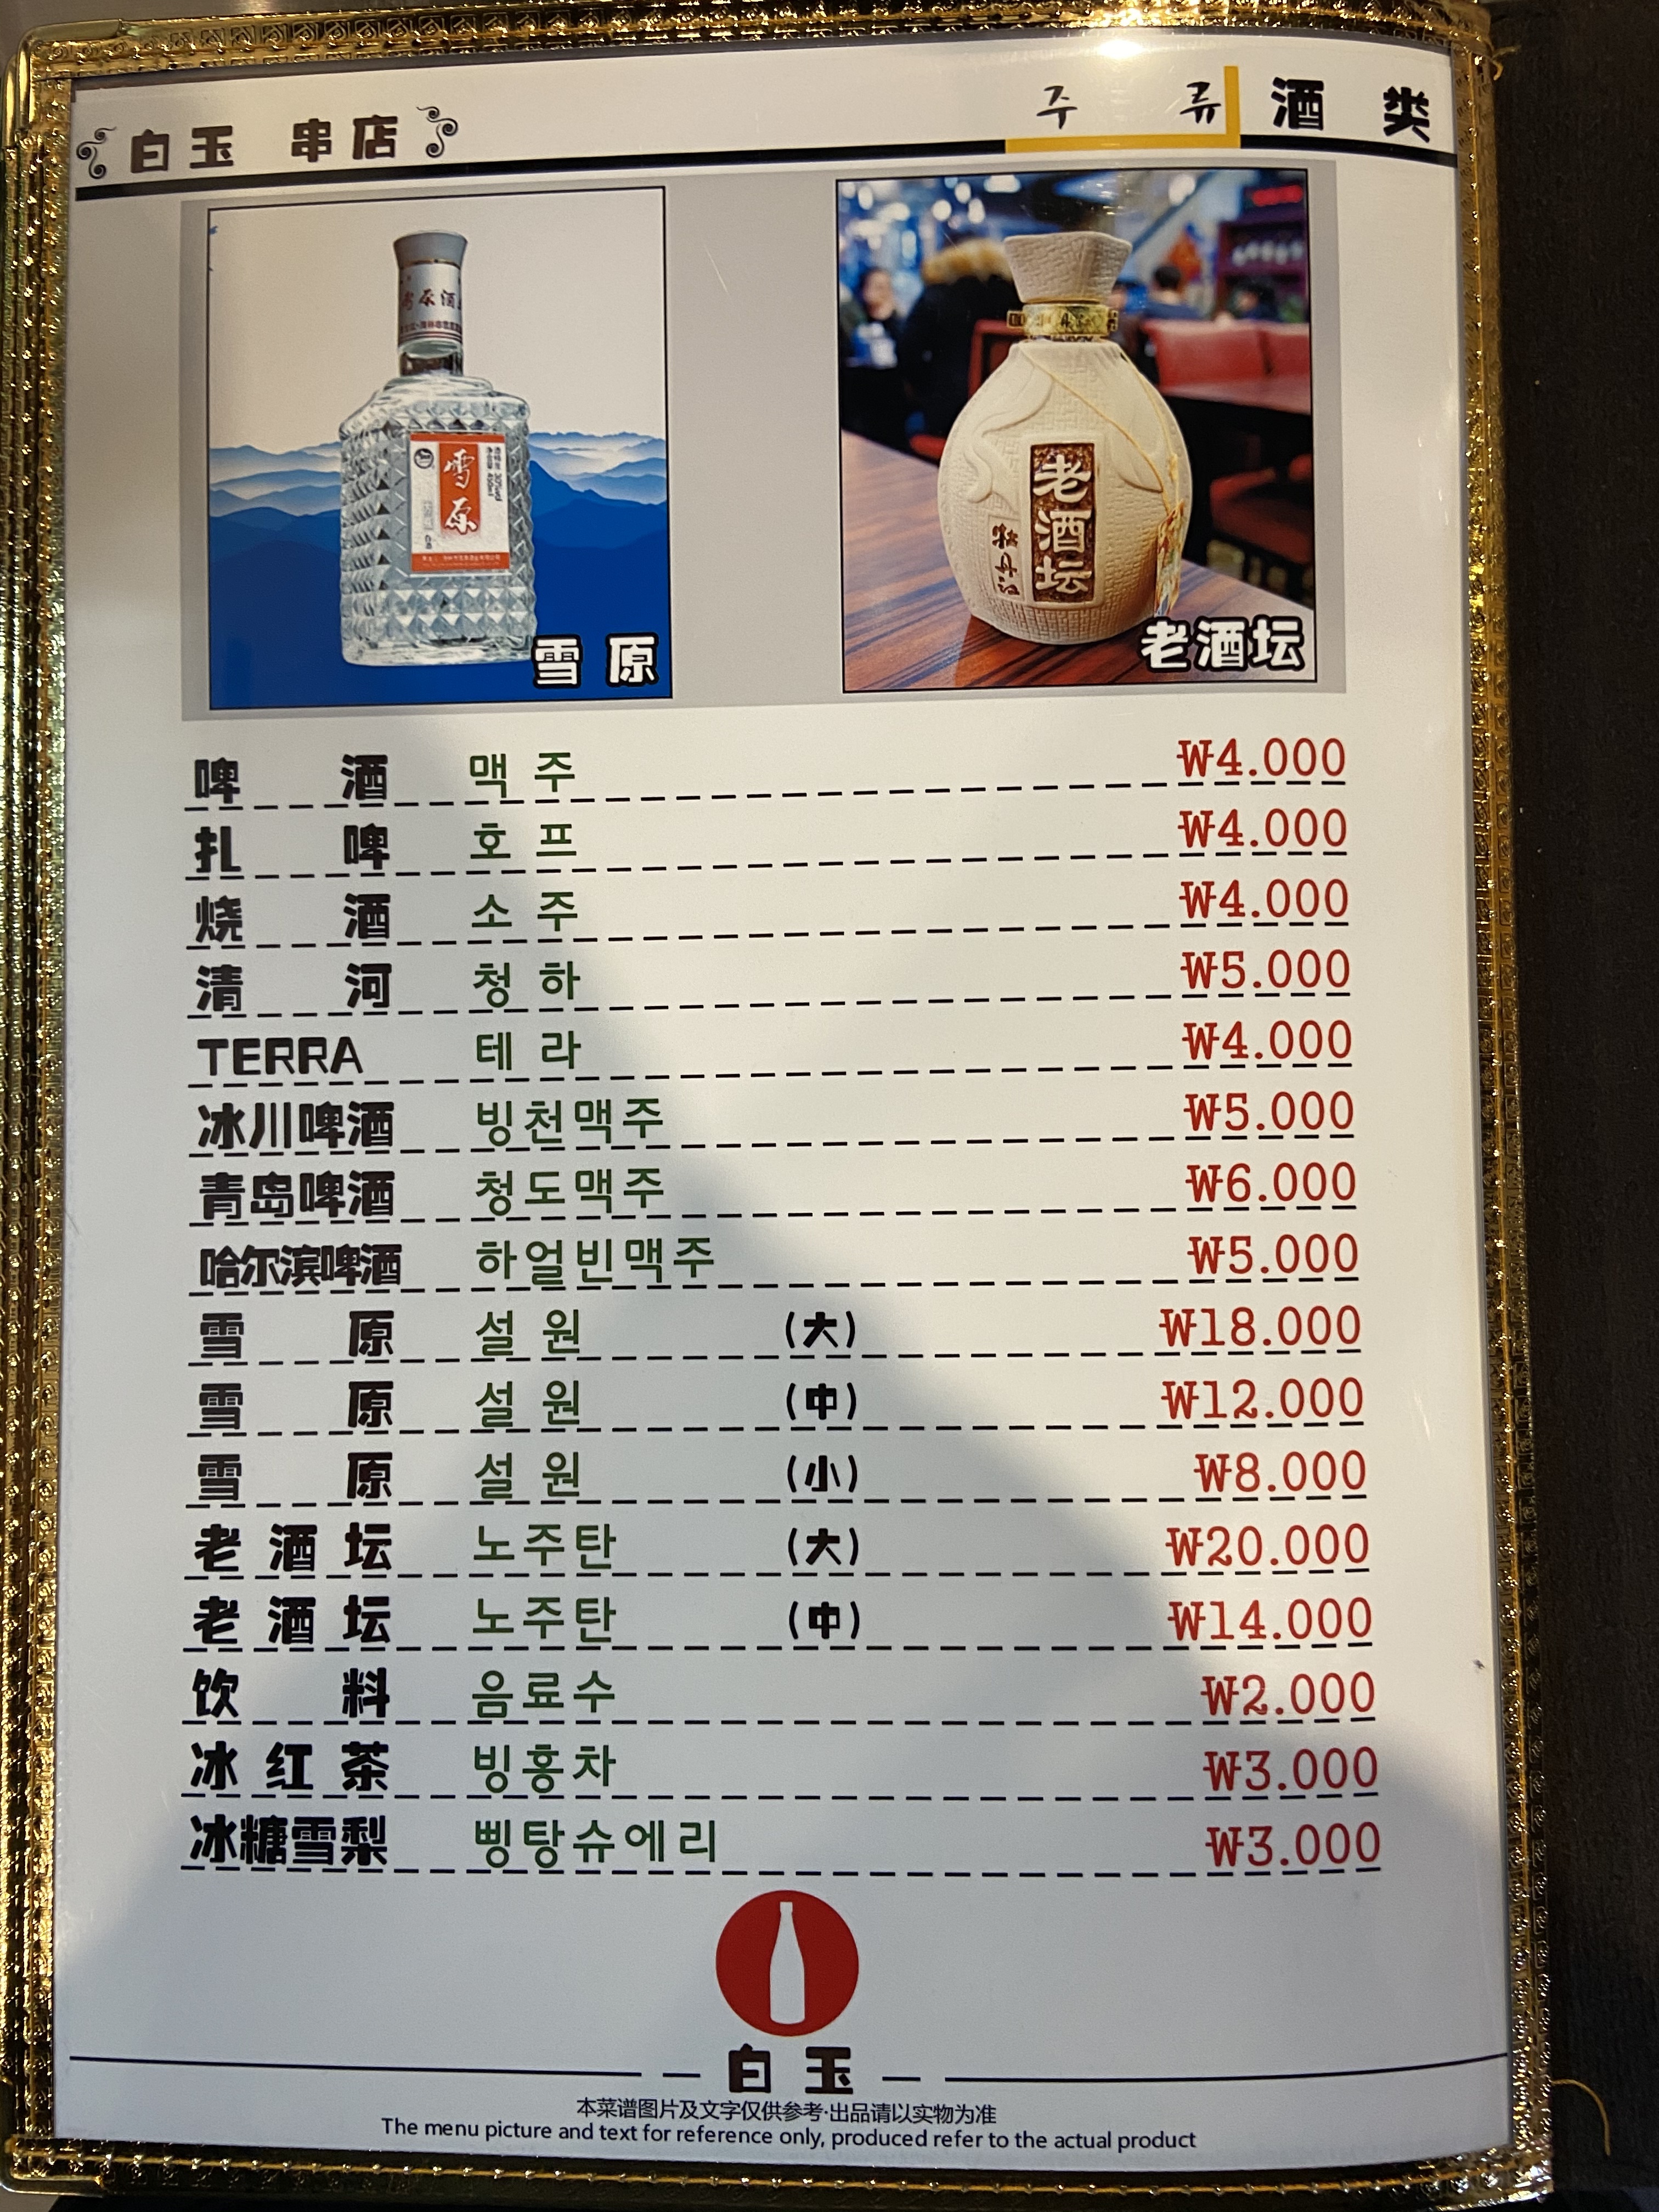 白玉 串店
주 류 酒 类
雪原
雪 原
老酒坛
牡丹江
老酒坛
啤 酒 맥 주 ₩4.000
扎 啤 호 프 ₩4.000
烧 酒 소 주 ₩4.000
清 河 청 하 ₩5.000
TERRA 테 라 ₩4.000
冰川啤酒 빙천맥주 ₩5.000
青岛啤酒 청도맥주 ₩6.000
哈尔滨啤酒 하얼빈맥주 ₩5.000
雪 原 설 원 (大) ₩18.000
雪 原 설 원 (中) ₩12.000
雪 原 설 원 (小) ₩8.000
老 酒 坛 노주탄 (大) ₩20.000
老 酒 坛 노주탄 (中) ₩14.000
饮 料 음료수 ₩2.000
冰 红 茶 빙홍차 ₩3.000
冰糖雪梨 삥탕슈에리 ₩3.000
白 玉
本菜谱图片及文字仅供参考·出品请以实物为准
The menu picture and text for reference only, produced refer to the actual product